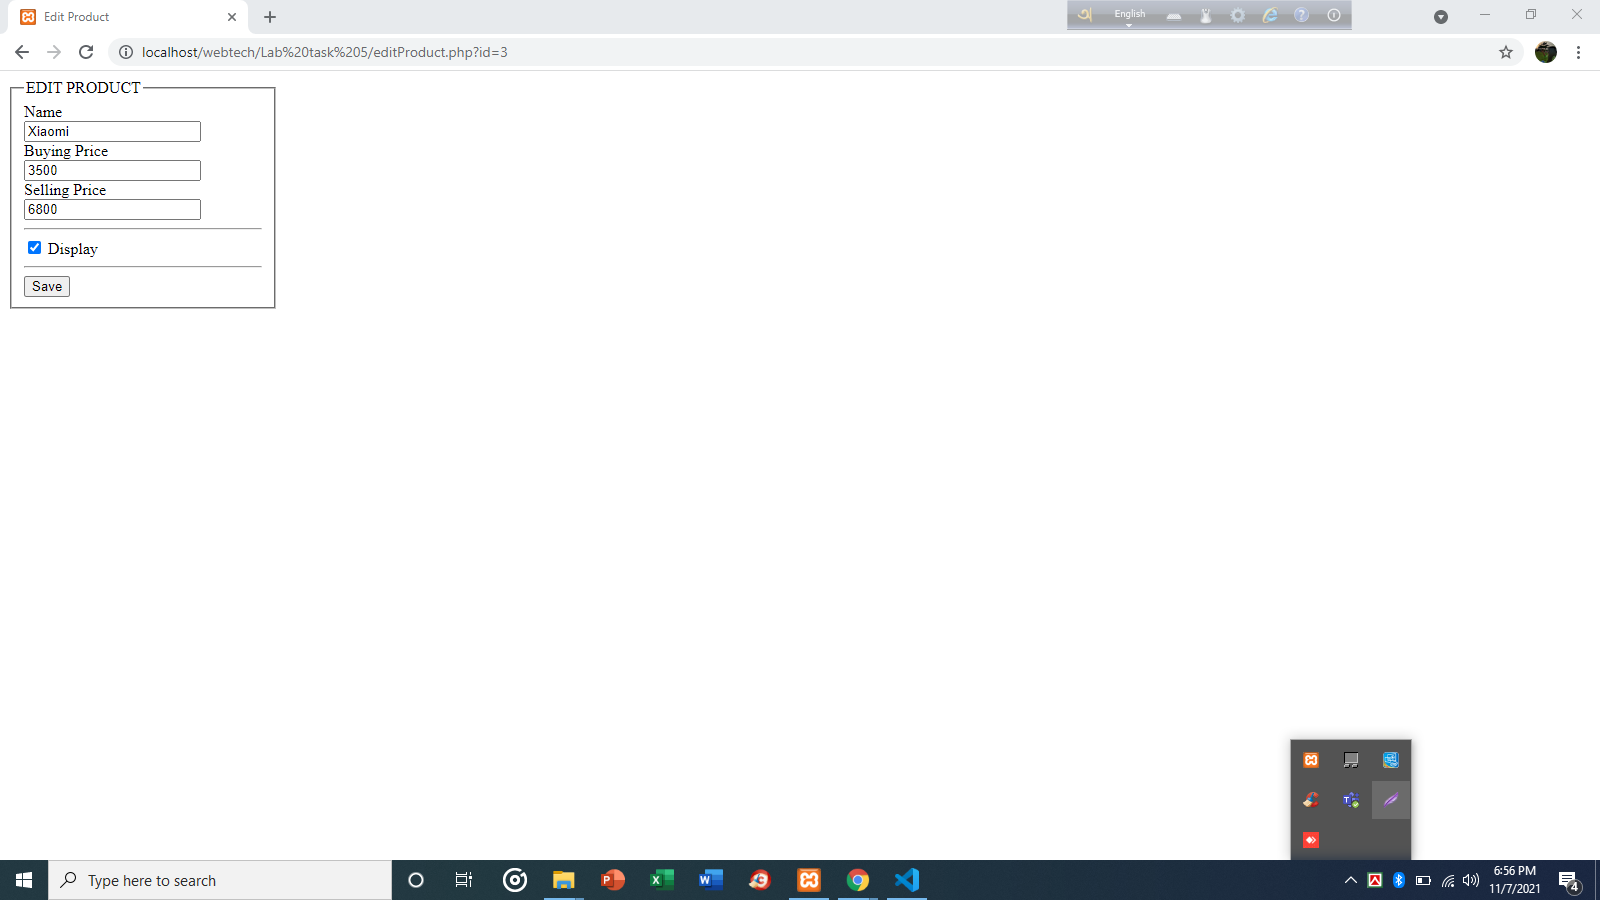 Edit Product
English
localhost/webtech/Lab%20task%205/editProduct.php?id=3
EDIT PRODUCT
Name
Xiaomi
Buying Price
3500
Selling Price
6800
Display
Save
Type here to search
6:56 PM
11/7/2021
4